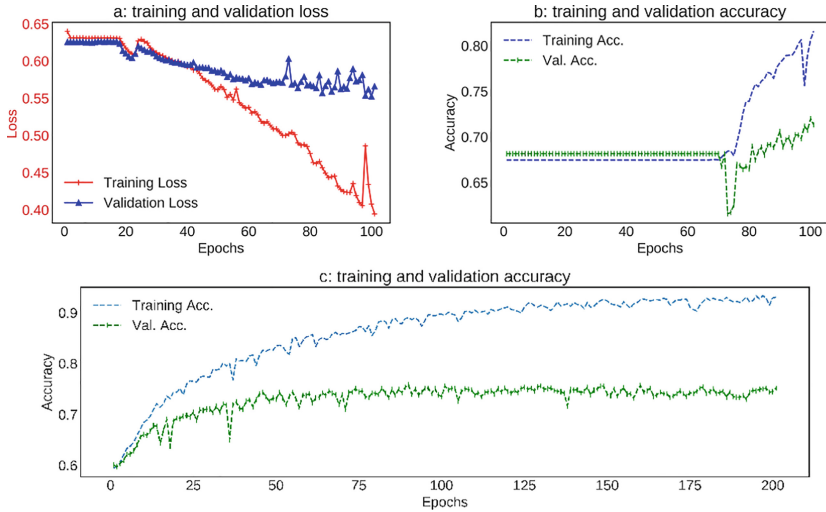 a: training and validation loss
0.65
0.60
0.55
0.50
0.45
0.40
Loss
Training Loss
Validation Loss
0 20 40 60 80 100
Epochs
b: training and validation accuracy
0.80
0.75
0.70
0.65
Accuracy
Training Acc.
Val. Acc.
0 20 40 60 80 100
Epochs
c: training and validation accuracy
0.9
0.8
0.7
0.6
Accuracy
Training Acc.
Val. Acc.
0 25 50 75 100 125 150 175 200
Epochs